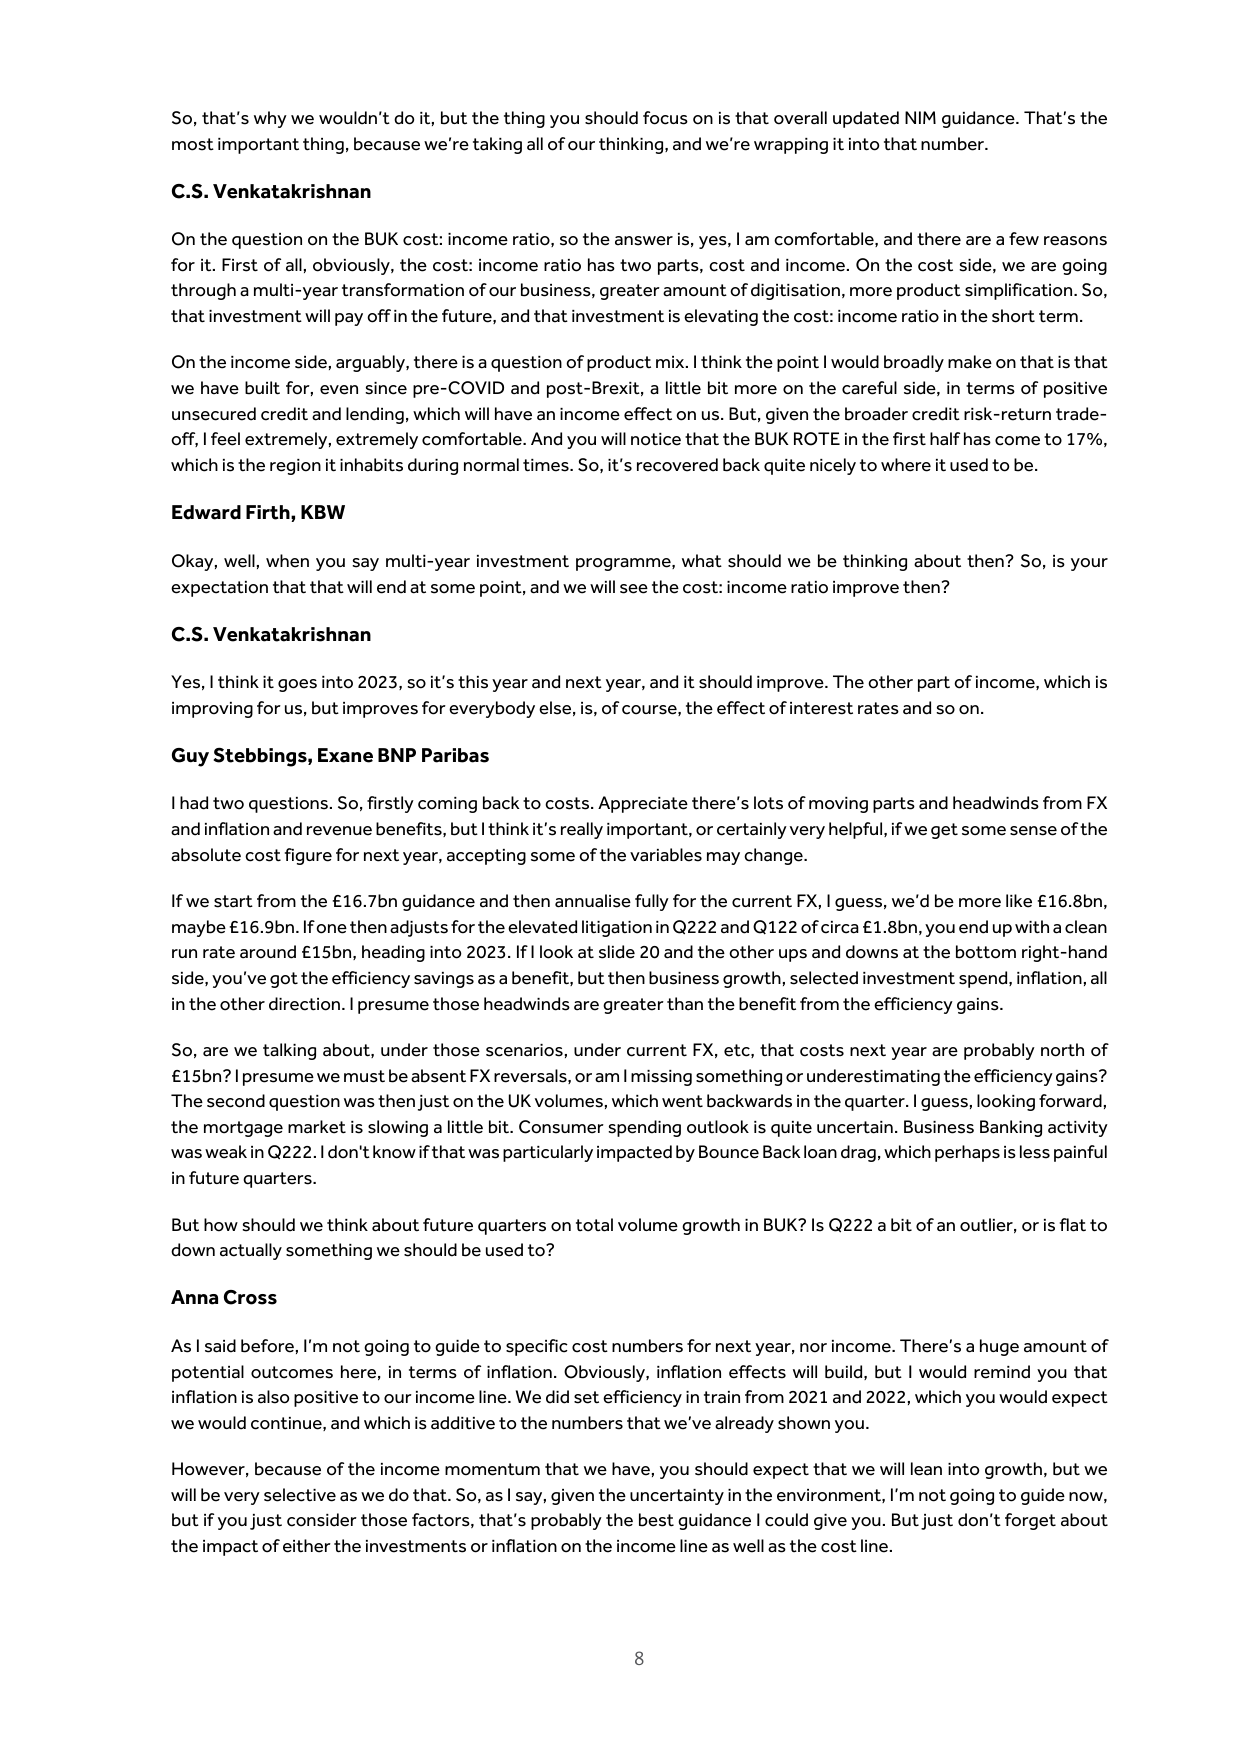 So, that's why we wouldn't do it, but the thing you should focus on is that overall updated NIM guidance. That's the
most important thing, because we're taking all of our thinking, and we're wrapping it into that number.
C.S. Venkatakrishnan
On the question on the BUK cost: income ratio, so the answer is, yes, I am comfortable, and there are a few reasons
for it. First of all, obviously, the cost: income ratio has two parts, cost and income. On the cost side, we are going
through a multi-year transformation of our business, greater amount of digitisation, more product simplification. So,
that investment will pay off in the future, and that investment is elevating the cost: income ratio in the short term.
On the income side, arguably, there is a question of product mix. I think the point I would broadly make on that is that
we have built for, even since pre-COVID and post-Brexit, a little bit more on the careful side, in terms of positive
unsecured credit and lending, which will have an income effect on us. But, given the broader credit risk-return trade-
off, I feel extremely, extremely comfortable. And you will notice that the BUK ROTE in the first half has come to 17%,
which is the region it inhabits during normal times. So, it's recovered back quite nicely to where it used to be.
Edward Firth, KBW
Okay, well, when you say multi-year investment programme, what should we be thinking about then? So, is your
expectation that that will end at some point, and we will see the cost: income ratio improve then?
C.S. Venkatakrishnan
Yes, I think it goes into 2023, so it's this year and next year, and it should improve. The other part of income, which is
improving for us, but improves for everybody else, is, of course, the effect of interest rates and so on.
Guy Stebbings, Exane BNP Paribas
I had two questions. So, firstly coming back to costs. Appreciate there's lots of moving parts and headwinds from FX
and inflation and revenue benefits, but I think it's really important, or certainly very helpful, if we get some sense of the
absolute cost figure for next year, accepting some of the variables may change.
If we start from the £16.7bn guidance and then annualise fully for the current FX, I guess, we'd be more like £16.8bn,
maybe £16.9bn. If one then adjusts for the elevated litigation in Q222 and Q122 of circa £1.8bn, you end up with a clean
run rate around £15bn, heading into 2023. If I look at slide 20 and the other ups and downs at the bottom right-hand
side, you've got the efficiency savings as a benefit, but then business growth, selected investment spend, inflation, all
in the other direction. I presume those headwinds are greater than the benefit from the efficiency gains.
So, are we talking about, under those scenarios, under current FX, etc, that costs next year are probably north of
£15bn? I presume we must be absent FX reversals, or am I missing something or underestimating the efficiency gains?
The second question was then just on the UK volumes, which went backwards in the quarter. I guess, looking forward,
the mortgage market is slowing a little bit. Consumer spending outlook is quite uncertain. Business Banking activity
was weak in Q222. I don't know if that was particularly impacted by Bounce Back loan drag, which perhaps is less painful
in future quarters.
But how should we think about future quarters on total volume growth in BUK? Is Q222 a bit of an outlier, or is flat to
down actually something we should be used to?
Anna Cross
As I said before, I'm not going to guide to specific cost numbers for next year, nor income. There's a huge amount of
potential outcomes here, in terms of inflation. Obviously, inflation effects will build, but I would remind you that
inflation is also positive to our income line. We did set efficiency in train from 2021 and 2022, which you would expect
we would continue, and which is additive to the numbers that we've already shown you.
However, because of the income momentum that we have, you should expect that we will lean into growth, but we
will be very selective as we do that. So, as I say, given the uncertainty in the environment, I'm not going to guide now,
but if you just consider those factors, that's probably the best guidance I could give you. But just don't forget about
the impact of either the investments or inflation on the income line as well as the cost line.
8